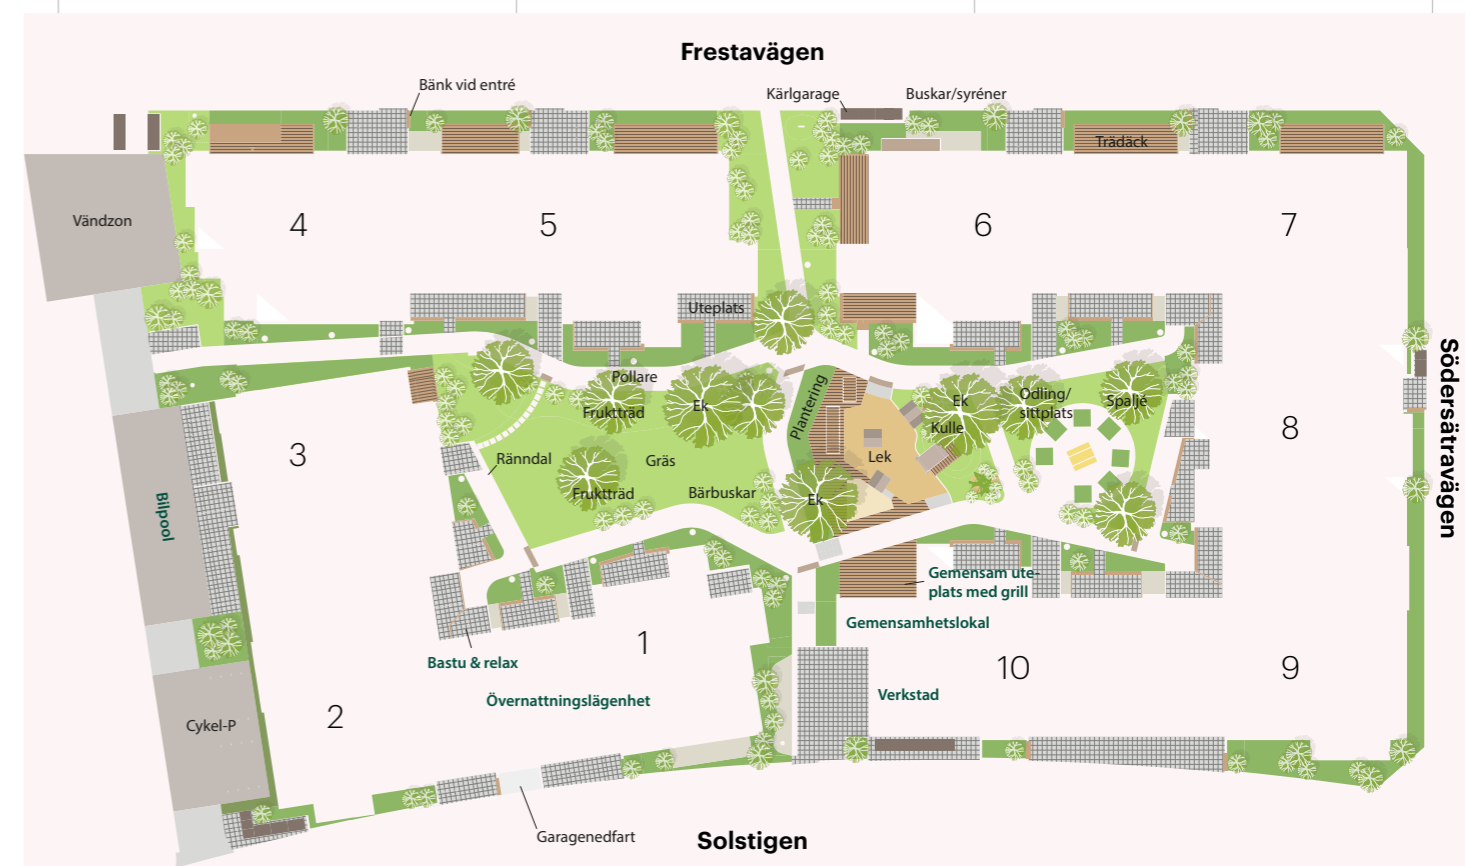 Frestavägen
Bänk vid entré
Kärlgarage
Buskar/syréner
Trädäck
Vändzon
4
5
6
7
Uteplats
Södersätravägen
Pollare
Fruktträd
Ek
Plantering
Ek
Kulle
Odling/
sittplats
Spaljé
3
Ränndal
Gräs
Lek
8
Bilpool
Fruktträd
Bärbuskar
Ek
Gemensam ute-
plats med grill
Gemensamhetslokal
1
Bastu & relax
Övernattningslägenhet
Verkstad
10
9
2
Cykel-P
Garagenedfart
Solstigen